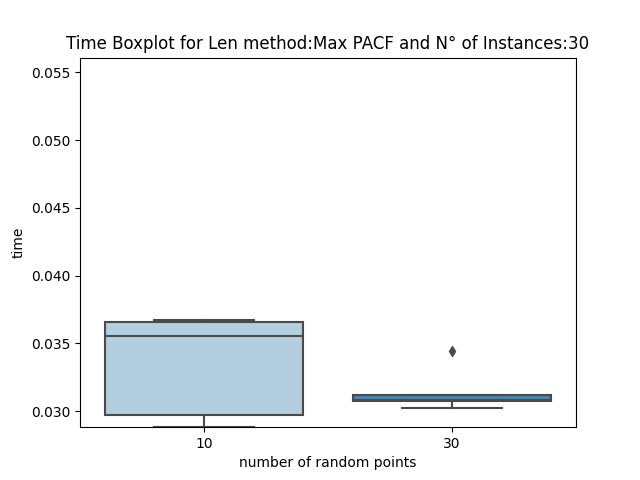 Time Boxplot for Len method:Max PACF and N° of Instances:30
0.055
0.050
0.045
0.040
0.035
0.030
time
10
30
number of random points